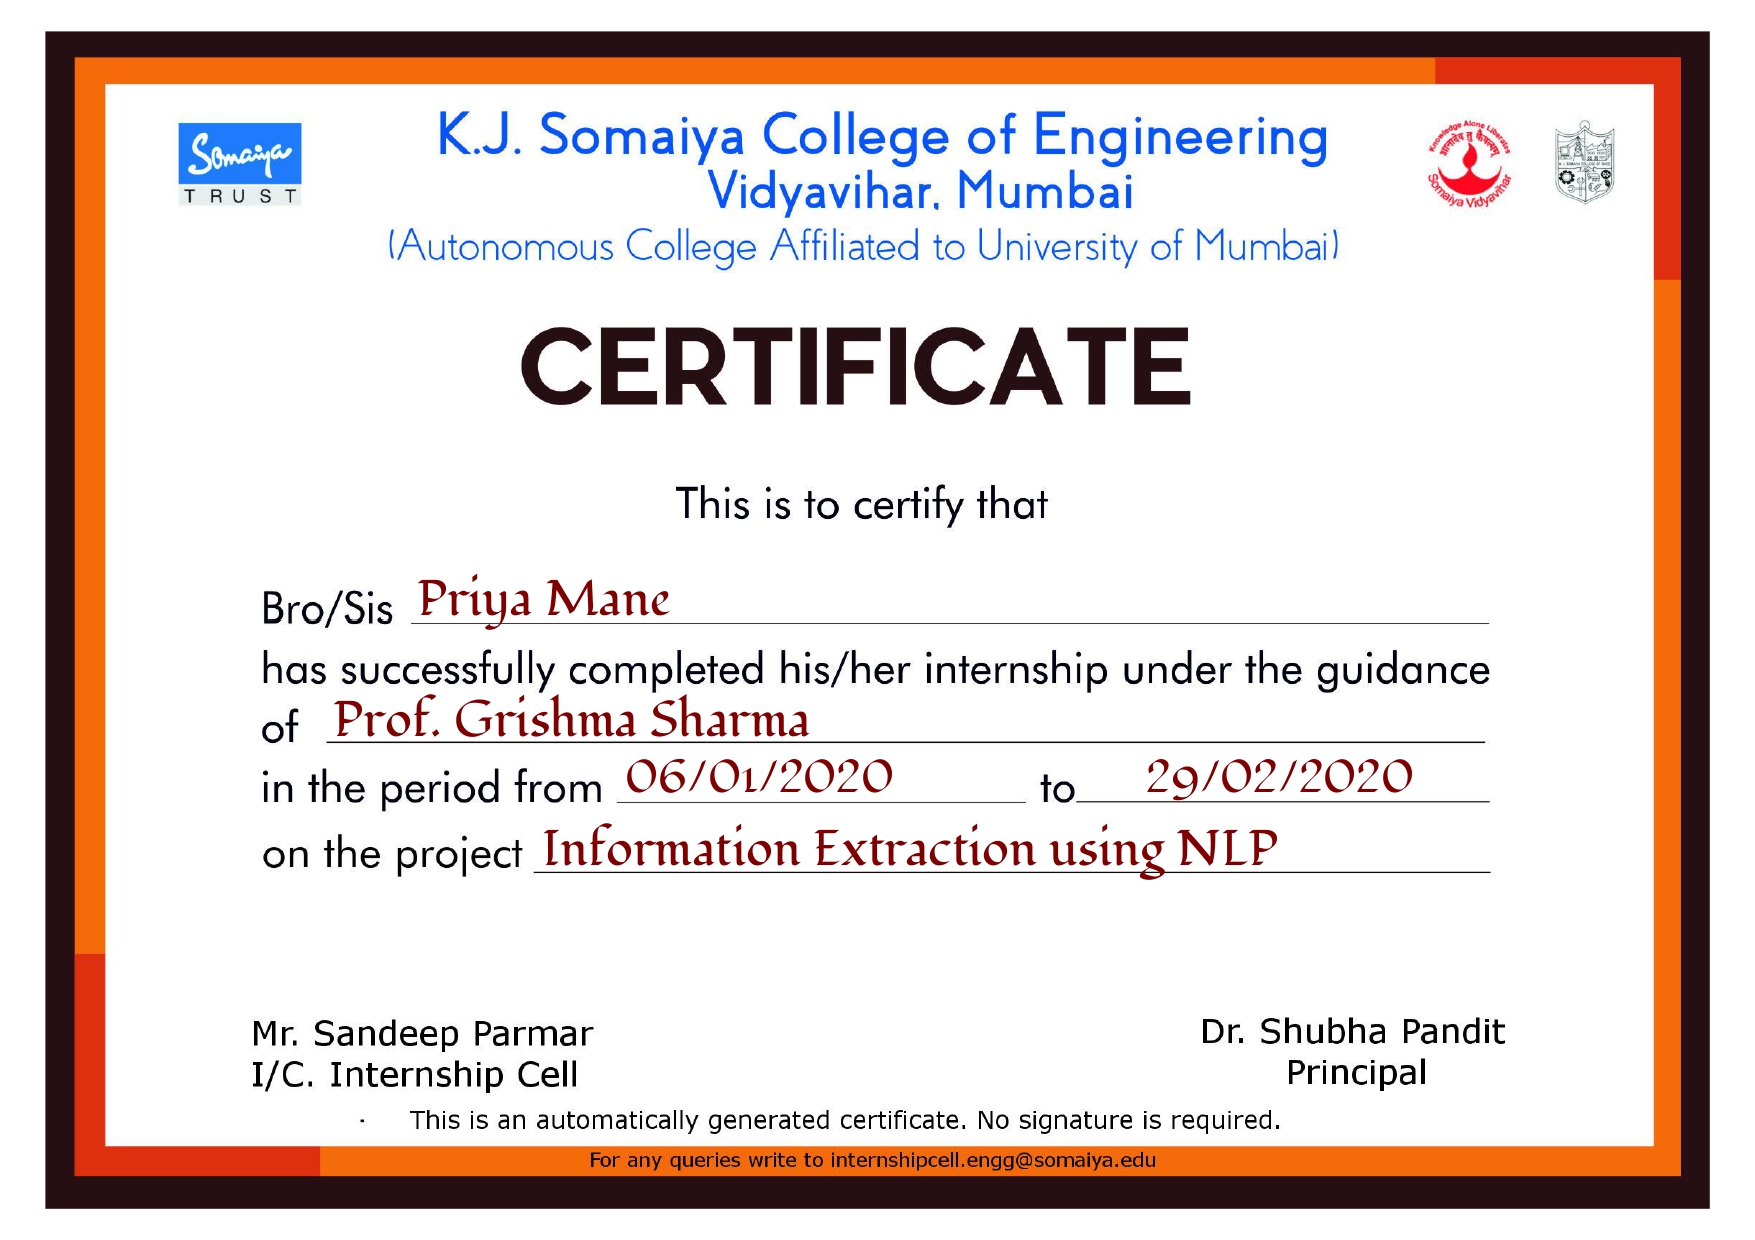 Somaiya
TRUST
K.J. Somaiya College of Engineering
Vidyavihar, Mumbai
(Autonomous College Affiliated to University of Mumbai)
Knowledge Alone Liberates
Somaiya Vidyavihar
CERTIFICATE
This is to certify that
Bro/Sis Priya Mane
has successfully completed his/her internship under the guidance
of Prof. Grishma Sharma
in the period from 06/01/2020 to 29/02/2020
on the project Information Extraction using NLP
Mr. Sandeep Parmar
I/C. Internship Cell
Dr. Shubha Pandit
Principal
· This is an automatically generated certificate. No signature is required.
For any queries write to internshipcell.engg@somaiya.edu